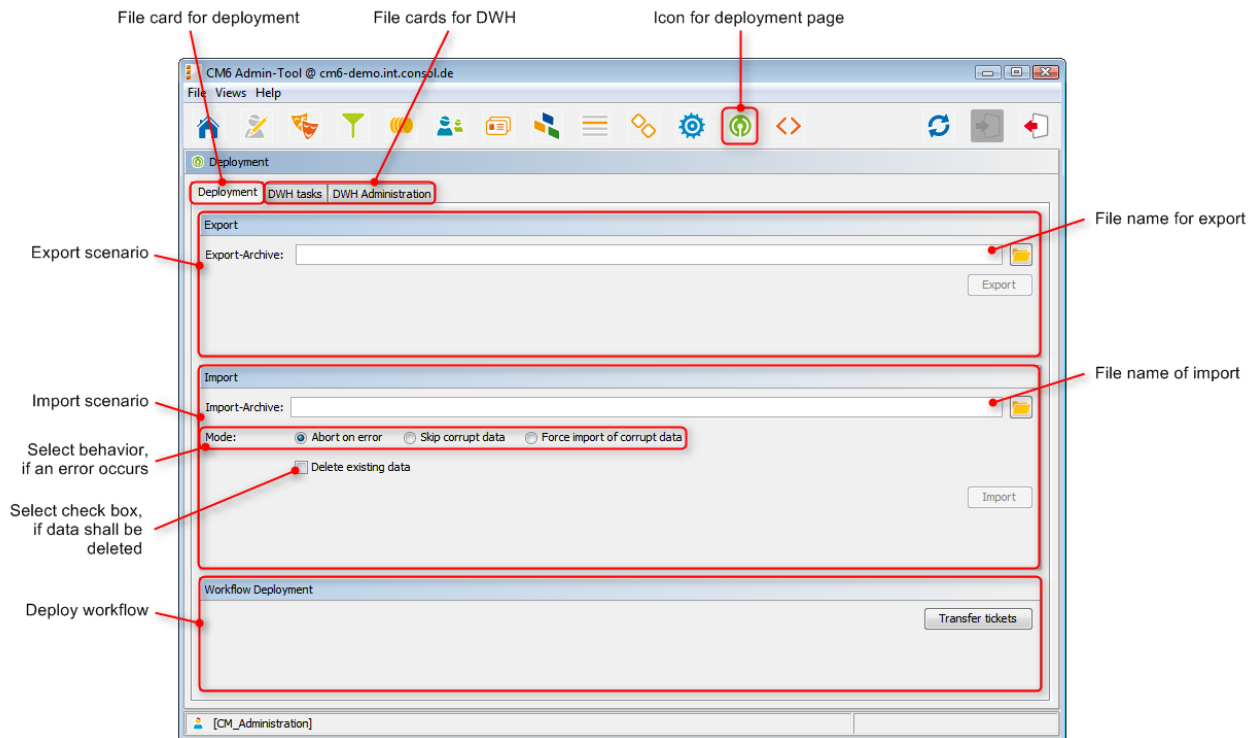 File card for deployment
File cards for DWH
Icon for deployment page
CM6 Admin-Tool @ cm6-demo.int.consol.de
File Views Help
Deployment
Deployment DWH tasks DWH Administration
Export
File name for export
Export scenario
Export-Archive:
Export
Import
File name of import
Import scenario
Import-Archive:
Mode: Abort on error Skip corrupt data Force import of corrupt data
Select behavior,
if an error occurs
Delete existing data
Import
Select check box,
if data shall be
deleted
Workflow Deployment
Deploy workflow
Transfer tickets
[CM_Administration]